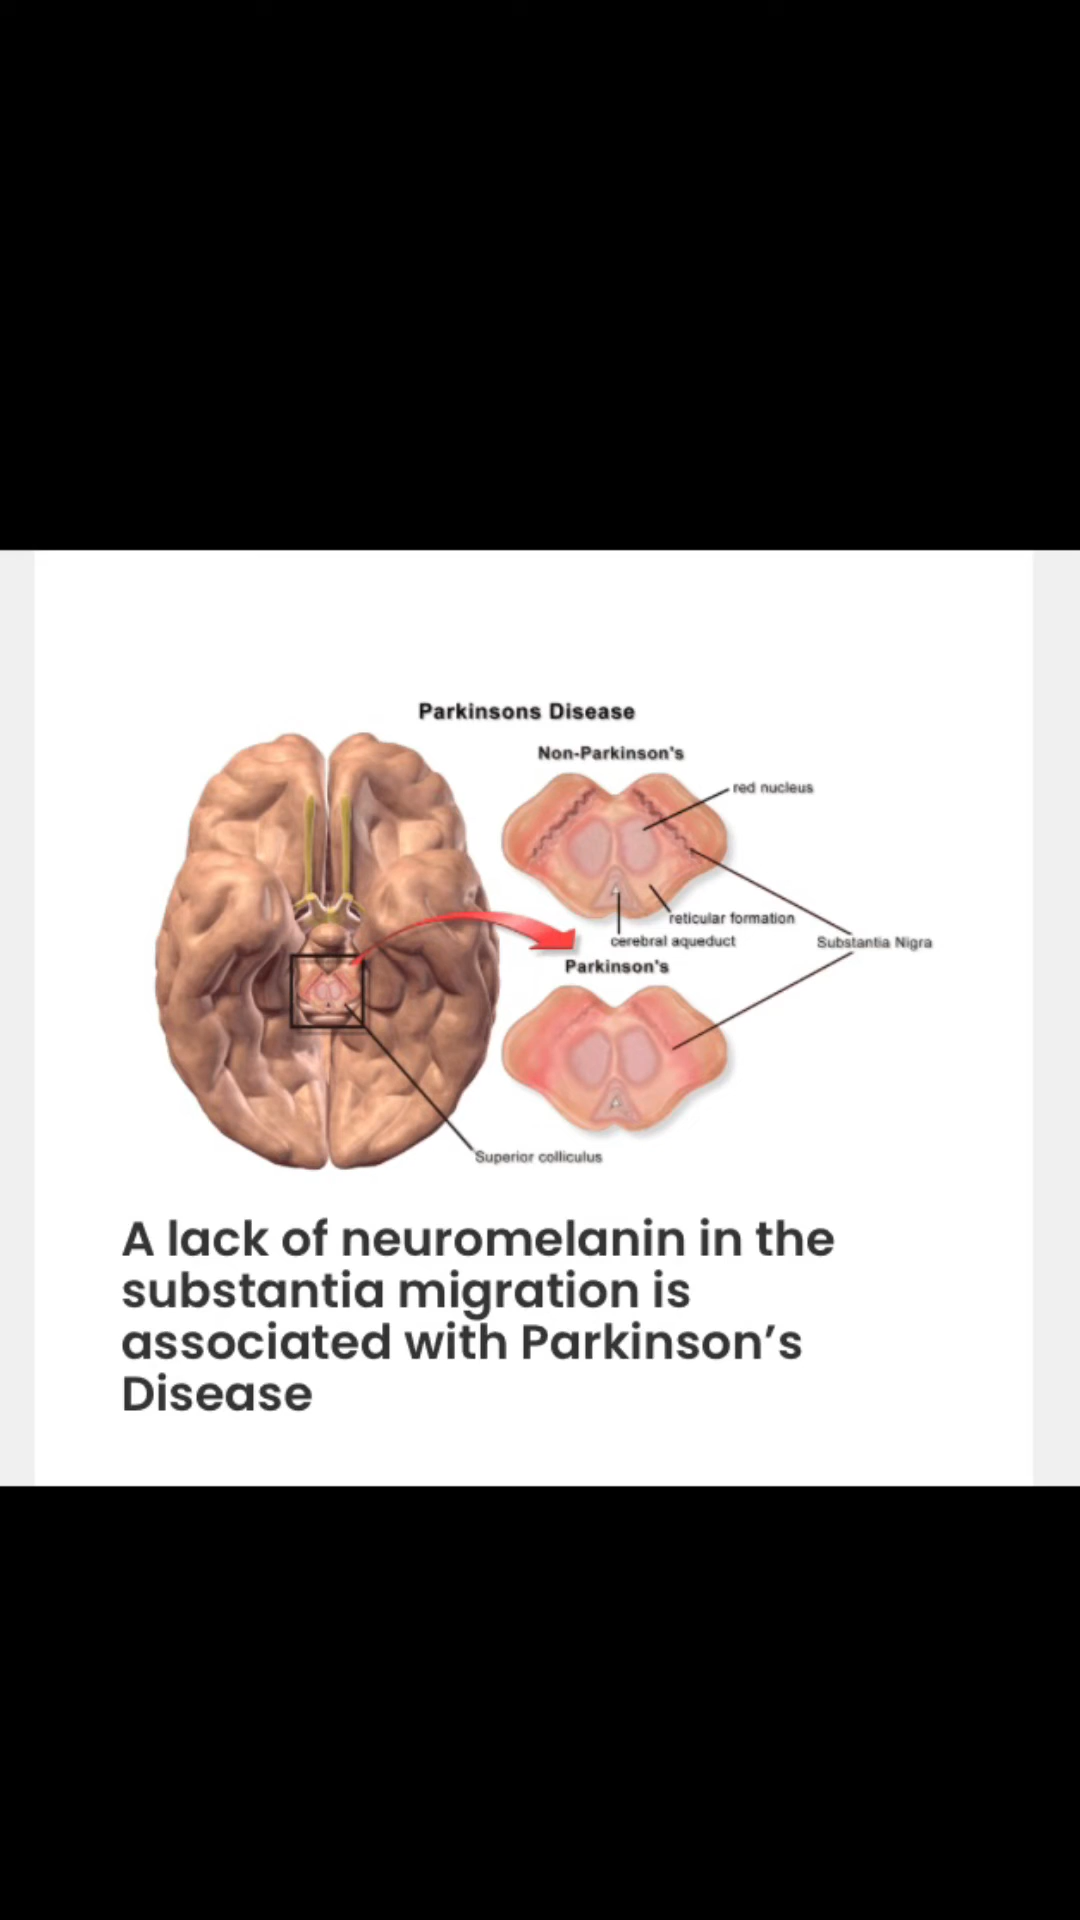 Parkinsons Disease
Non-Parkinson's
red nucleus
reticular formation
cerebral aqueduct
Substantia Nigra
Parkinson's
Superior colliculus
A lack of neuromelanin in the
substantia migration is
associated with Parkinson’s
Disease